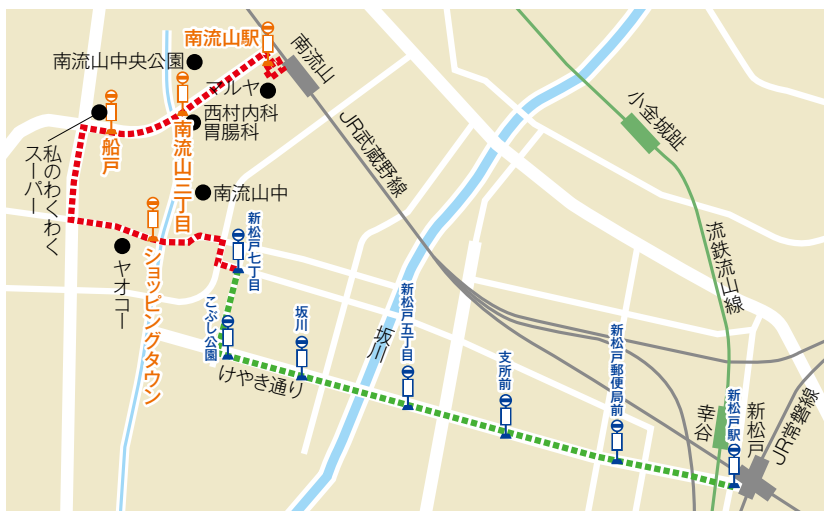 南流山駅
南流山中央公園
南流山
マルヤ
西村内科
胃腸科
船戸
南流山二丁目
私のわくわく
スーパー
南流山中
ショッピングタウン
ヤオコー
新松戸七丁目
こぶし公園
けやき通り
坂川
坂川
新松戸五丁目
支所前
新松戸郵便局前
新松戸駅
幸谷
新松戸
JR常磐線
JR武蔵野線
小金城趾
流鉄流山線